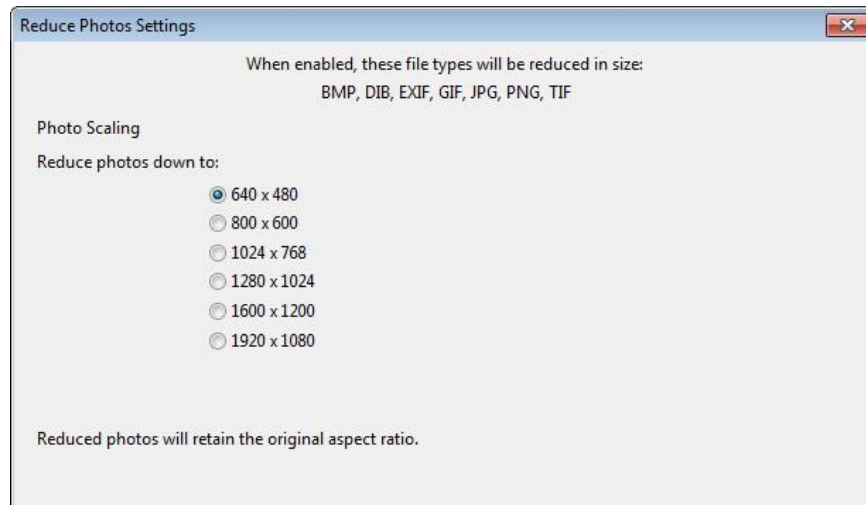 Reduce Photos Settings
When enabled, these file types will be reduced in size:
BMP, DIB, EXIF, GIF, JPG, PNG, TIF
Photo Scaling
Reduce photos down to:
640 x 480
800 x 600
1024 x 768
1280 x 1024
1600 x 1200
1920 x 1080
Reduced photos will retain the original aspect ratio.